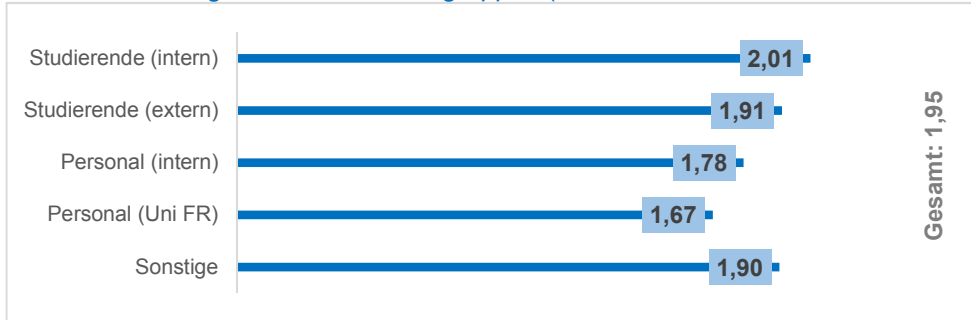 Studierende (intern) 2,01
Studierende (extern) 1,91
Personal (intern) 1,78
Personal (Uni FR) 1,67
Sonstige 1,90
Gesamt: 1,95